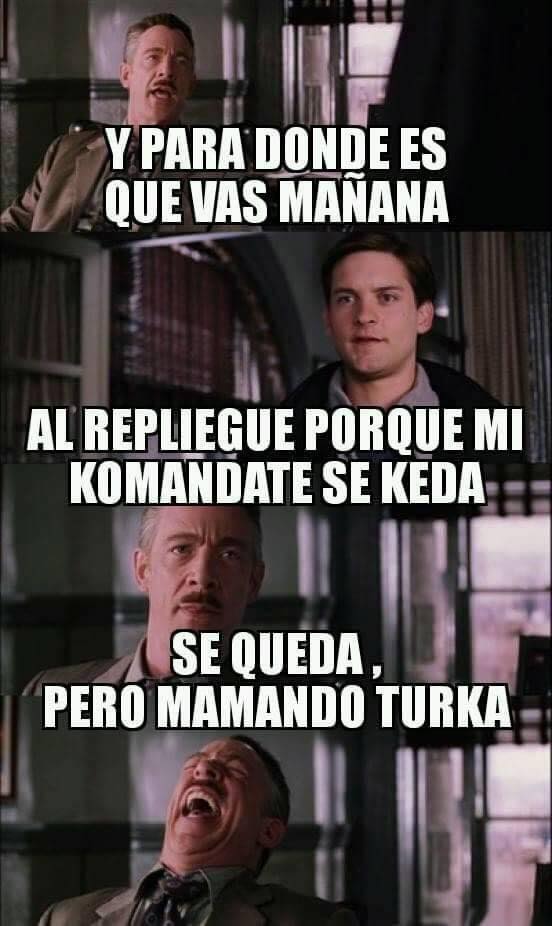 Y PARA DONDE ES
QUE VAS MAÑANA
AL REPLIEGUE PORQUE MI
KOMANDATE SE KEDA
SE QUEDA ,
PERO MAMANDO TURKA